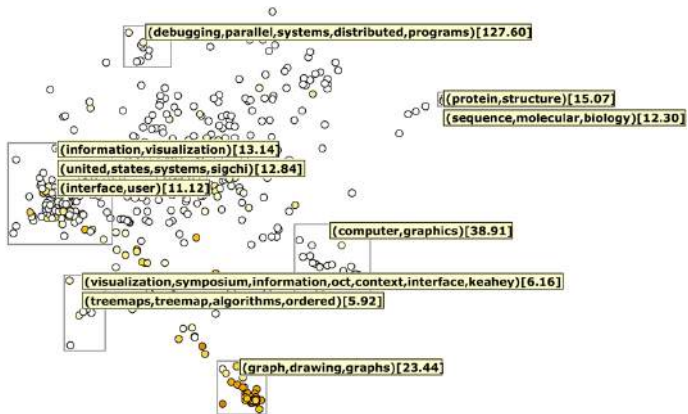 (debugging,parallel,systems,distributed,programs)[127.60]
(protein,structure)[15.07]
(sequence,molecular,biology)[12.30]
(information,visualization)[13.14]
(united,states,systems,sigchi)[12.84]
(interface,user)[11.12]
(computer,graphics)[38.91]
(visualization,symposium,information,oct,context,interface,keahey)[6.16]
(treemaps,treemap,algorithms,ordered)[5.92]
(graph,drawing,graphs)[23.44]